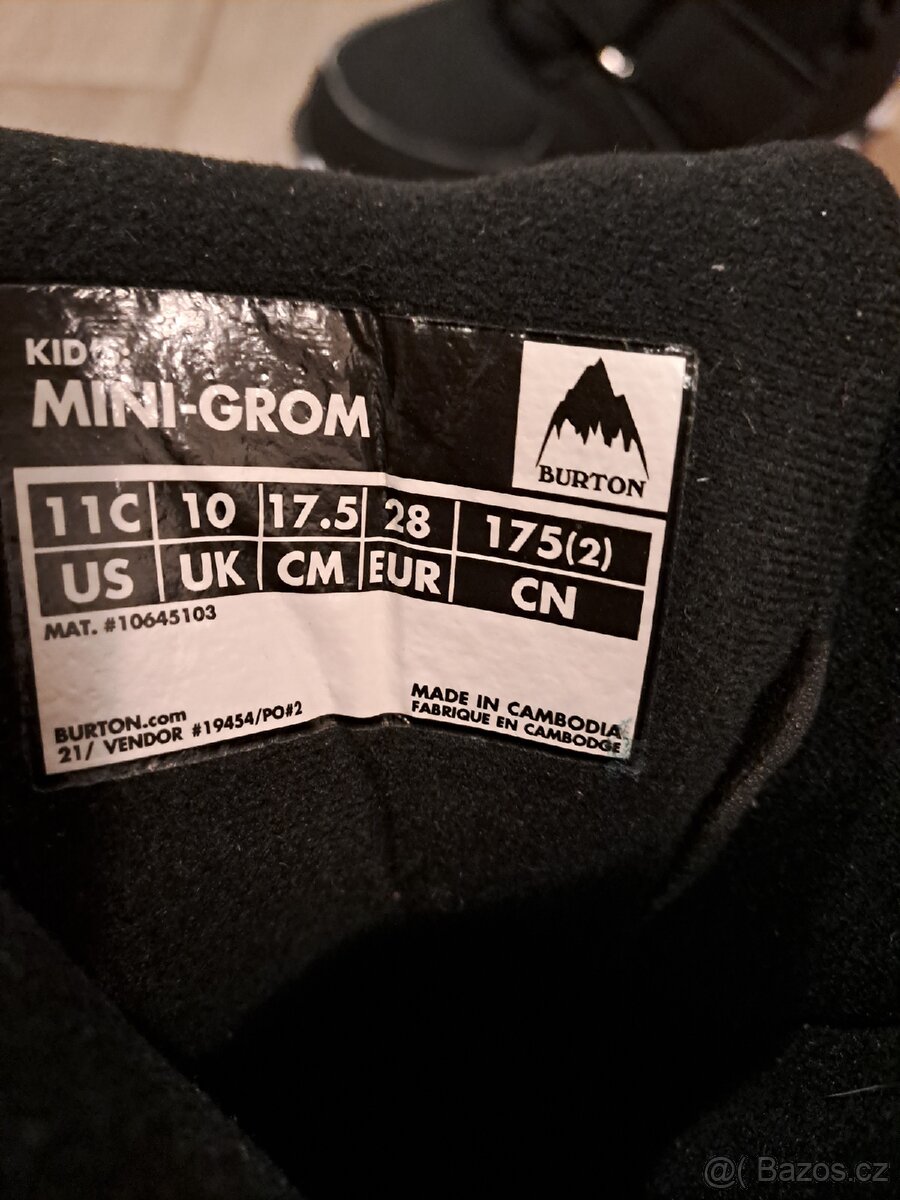 KID'S
MINI-GROM
BURTON
11C 10 17.5 28 175(2)
US UK CM EUR CN
MAT. #10645103
BURTON.com
21/ VENDOR #19454/PO#2
MADE IN CAMBODIA
FABRIQUE EN CAMBODGE
@( Bazos.cz